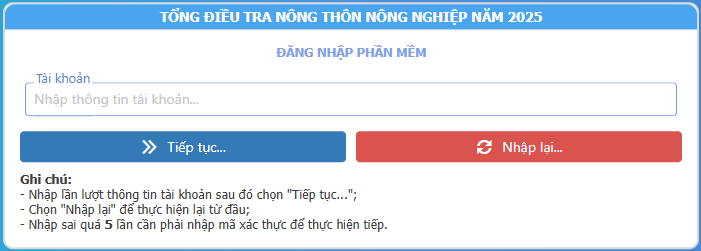 TỔNG ĐIỀU TRA NÔNG THÔN NÔNG NGHIỆP NĂM 2025
ĐĂNG NHẬP PHẦN MỀM
Tài khoản
Nhập thông tin tài khoản...
Tiếp tục...
Nhập lại...
Ghi chú:
- Nhập lần lượt thông tin tài khoản sau đó chọn "Tiếp tục...";
- Chọn "Nhập lại" để thực hiện lại từ đầu;
- Nhập sai quá 5 lần cần phải nhập mã xác thực để thực hiện tiếp.